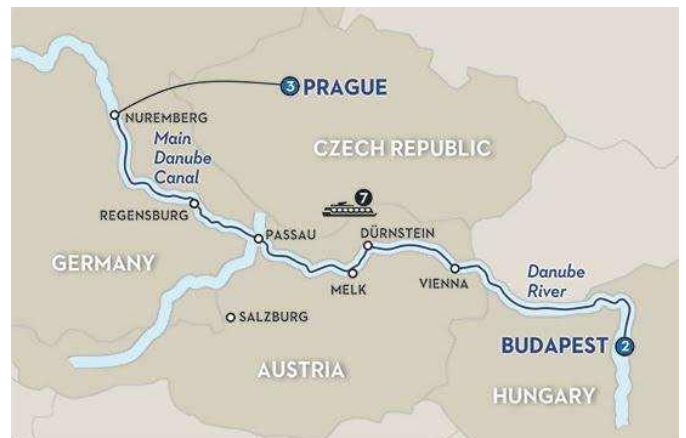 3 PRAGUE
NUREMBERG
Main
Danube
Canal
CZECH REPUBLIC
7
REGENSBURG
PASSAU
DÜRNSTEIN
GERMANY
MELK
VIENNA
Danube
River
SALZBURG
BUDAPEST 2
AUSTRIA
HUNGARY